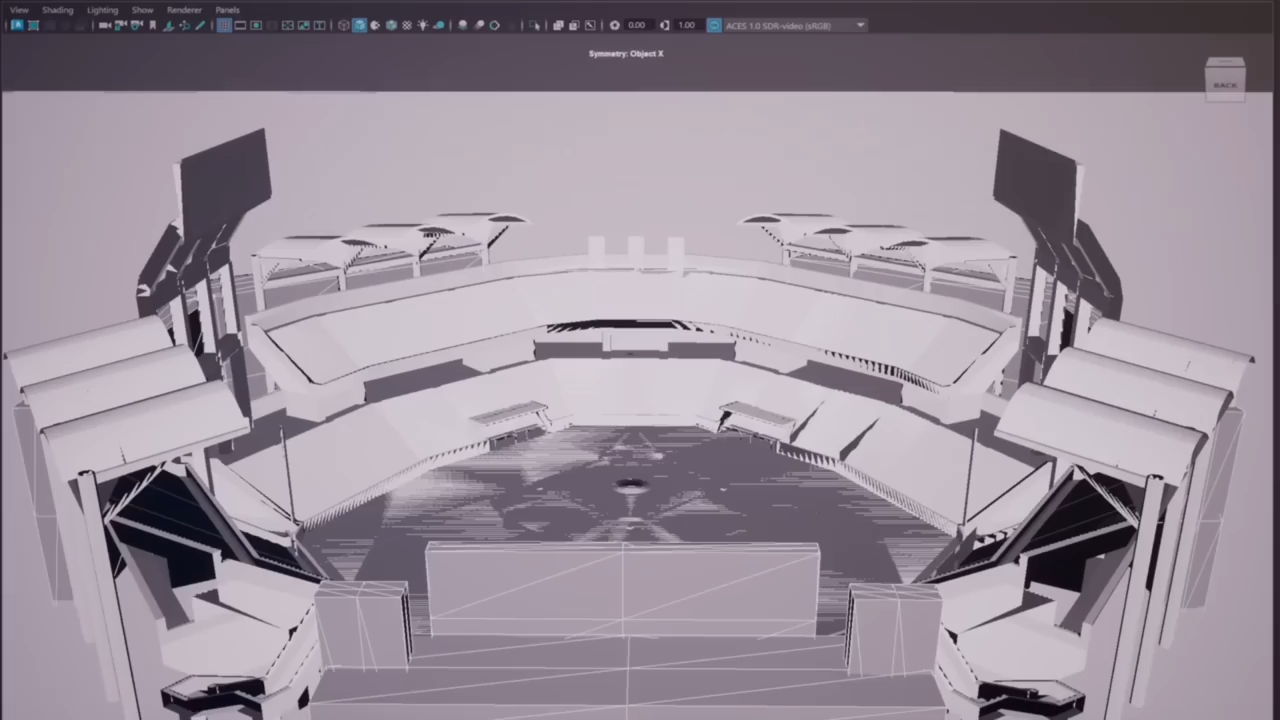 View Shading Lighting Show Renderer Panels
0.00 1.00 ACES 1.0 SDR-video (sRGB)
Symmetry: Object X
BACK